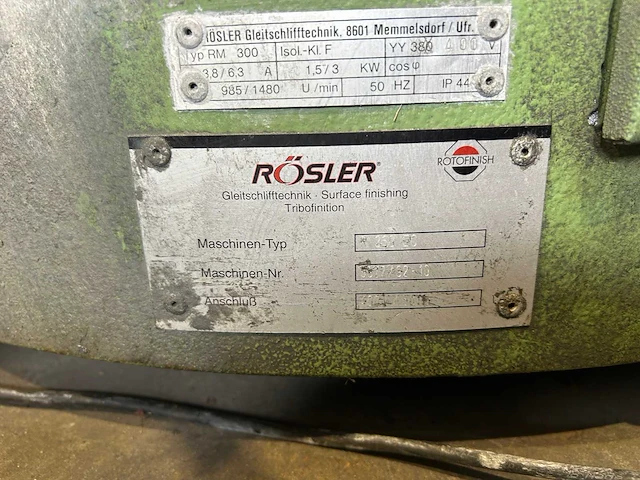 RÖSLER Gleitschlifftechnik, 8601 Memmelsdorf / Ufr.
Typ RM 300 Isol.-Kl. F YY 380 400 V
3,8/6,3 A 1,5/3 KW cos φ
985/1480 U/min 50 HZ IP 44
RÖSLER®
ROTOFINISH
Gleitschlifftechnik · Surface finishing
Tribofinition
Maschinen-Typ
Maschinen-Nr.
Anschluß